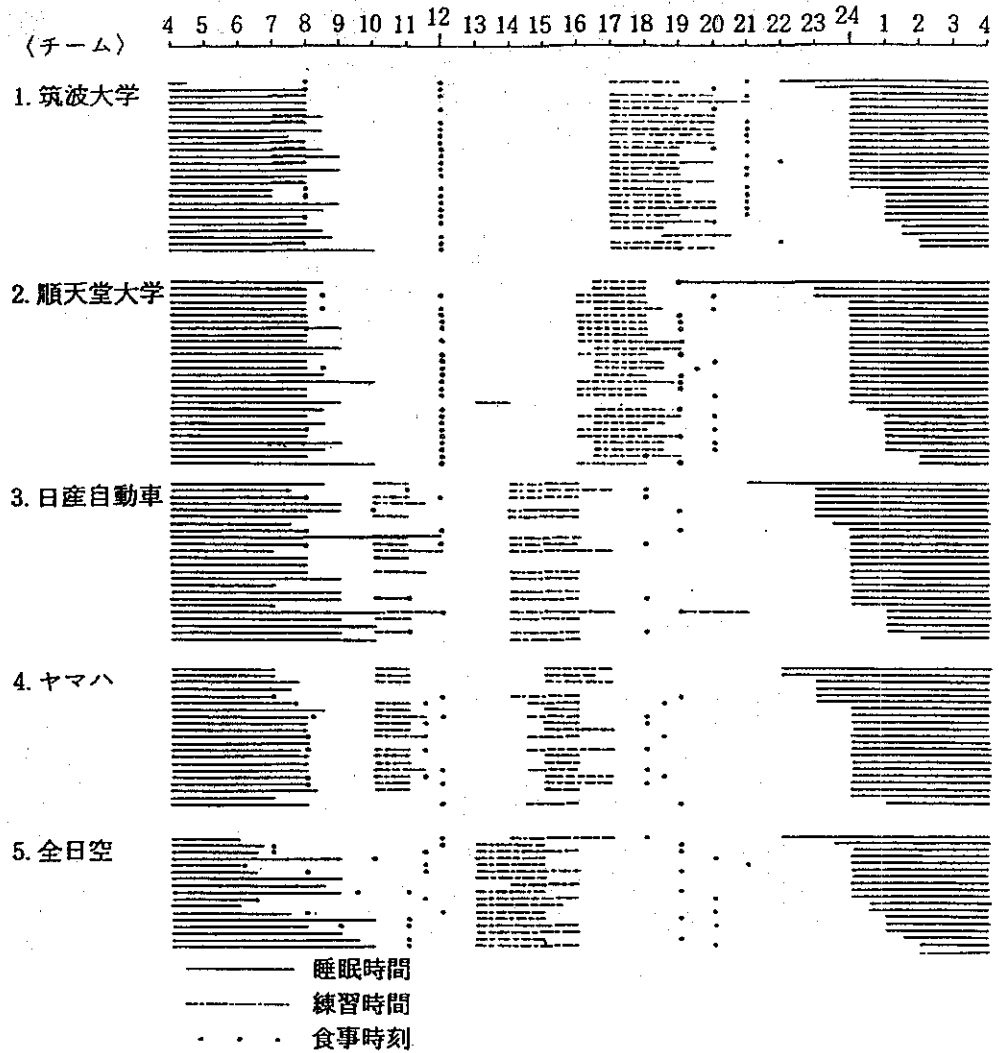 〈チーム〉
4 5 6 7 8 9 10 11 12 13 14 15 16 17 18 19 20 21 22 23 24 1 2 3 4
1. 筑波大学
2. 順天堂大学
3. 日産自動車
4. ヤマハ
5. 全日空
睡眠時間
練習時間
食事時刻